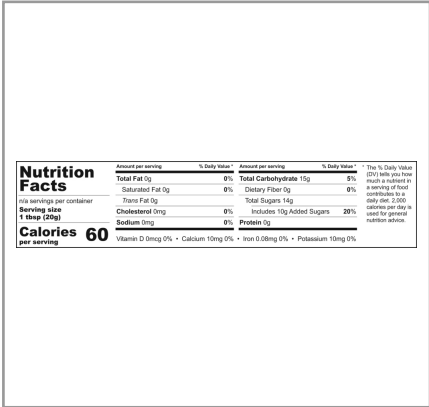 Nutrition
Facts
n/a servings per container
Serving size
1 tbsp (20g)
Calories 60
per serving
Amount per serving % Daily Value *
Total Fat 0g 0%
Saturated Fat 0g 0%
Trans Fat 0g
Cholesterol 0mg 0%
Sodium 0mg 0%
Amount per serving % Daily Value *
Total Carbohydrate 15g 5%
Dietary Fiber 0g 0%
Total Sugars 14g
Includes 10g Added Sugars 20%
Protein 0g
Vitamin D 0mcg 0% • Calcium 10mg 0% • Iron 0.08mg 0% • Potassium 10mg 0%
* The % Daily Value
(DV) tells you how
much a nutrient in
a serving of food
contributes to a
daily diet. 2,000
calories per day is
used for general
nutrition advice.